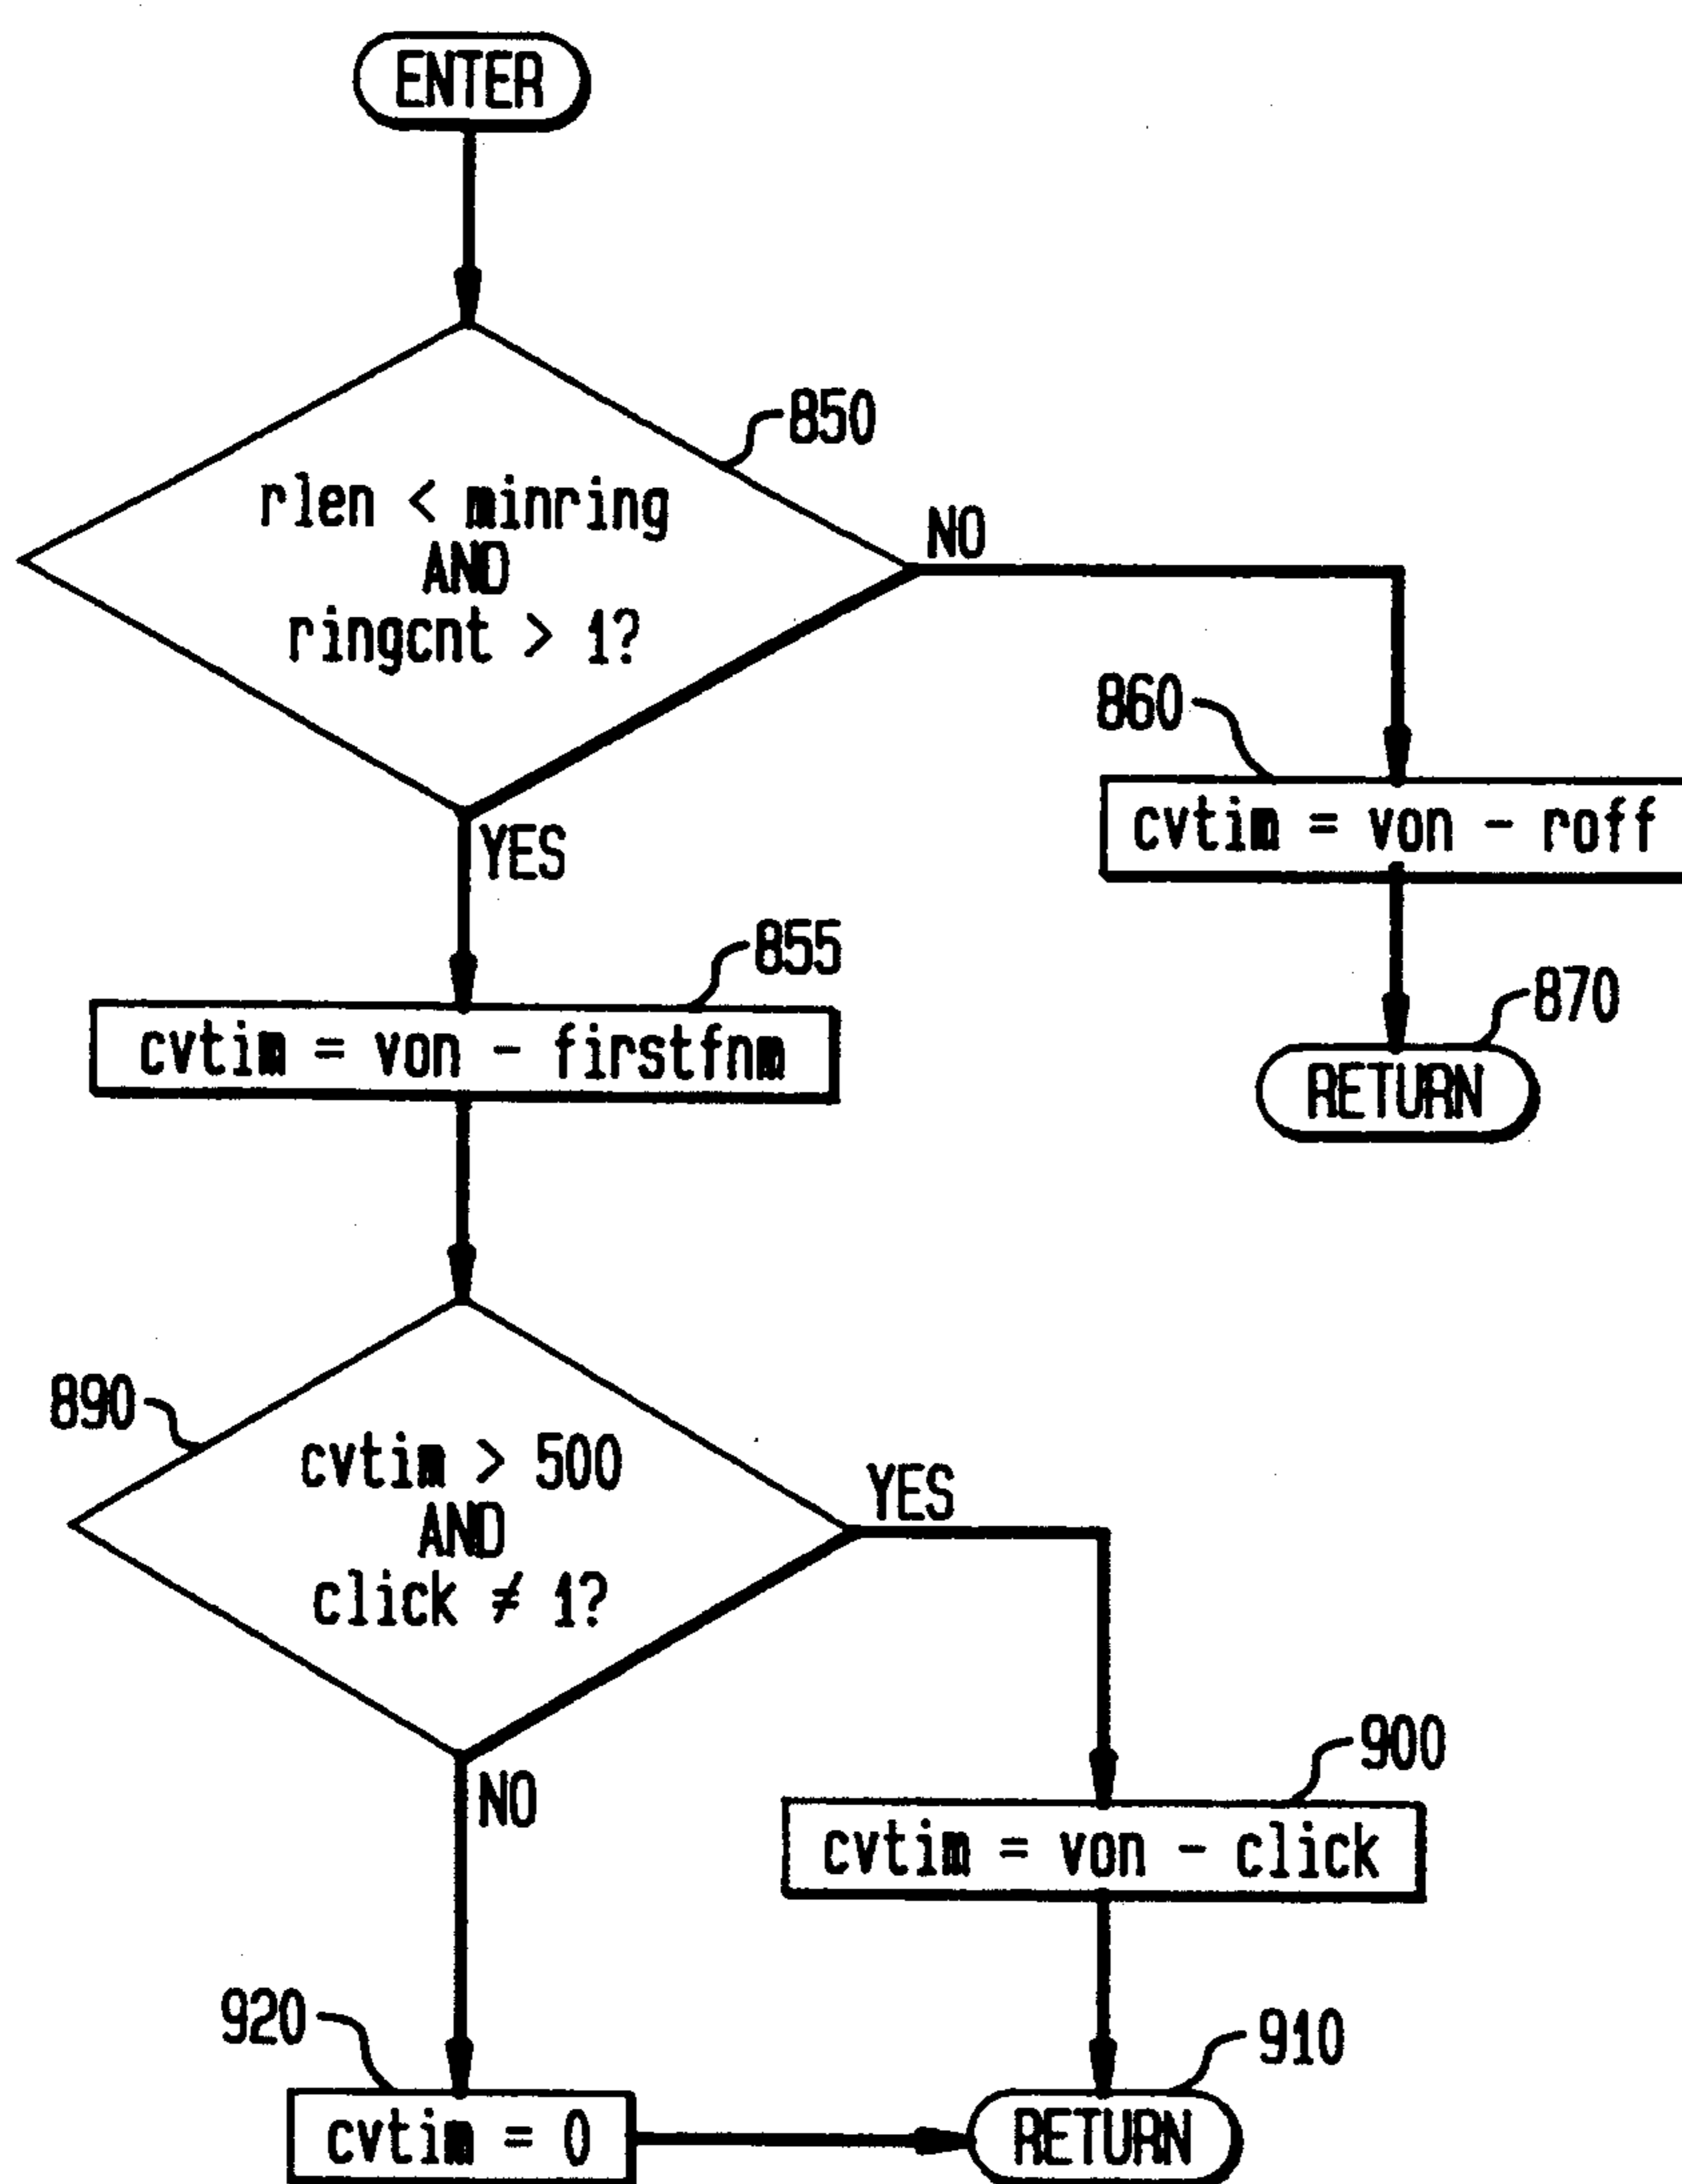 ENTER
850
rlen < minring
AND
ringcnt > 1?
NO
860
cvtim = von - roff
YES
855
cvtim = von - firstfnm
870
RETURN
890
cvtim > 500
AND
click ≠ 1?
YES
900
NO
cvtim = von - click
920
910
cvtim = 0
RETURN